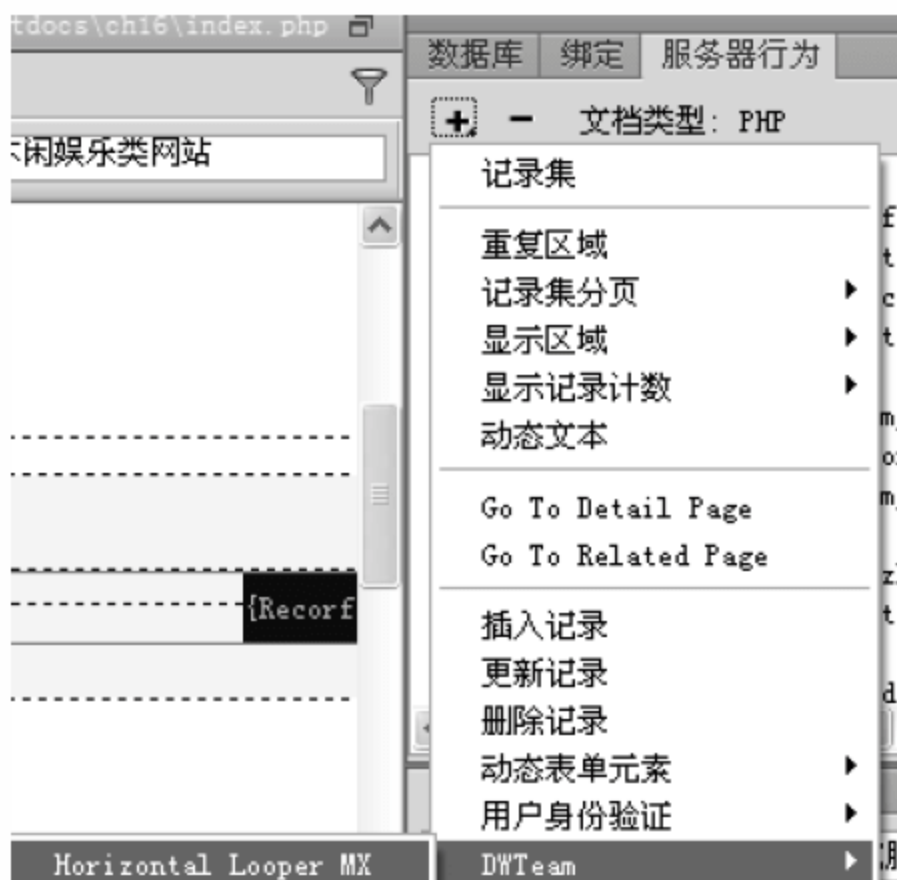 tdocs\ch16\index.php
闲娱乐类网站
{Recorf
数据库 绑定 服务器行为
+ - 文档类型: PHP
记录集
重复区域
记录集分页
显示区域
显示记录计数
动态文本
Go To Detail Page
Go To Related Page
插入记录
更新记录
删除记录
动态表单元素
用户身份验证
DWTeam
Horizontal Looper MX